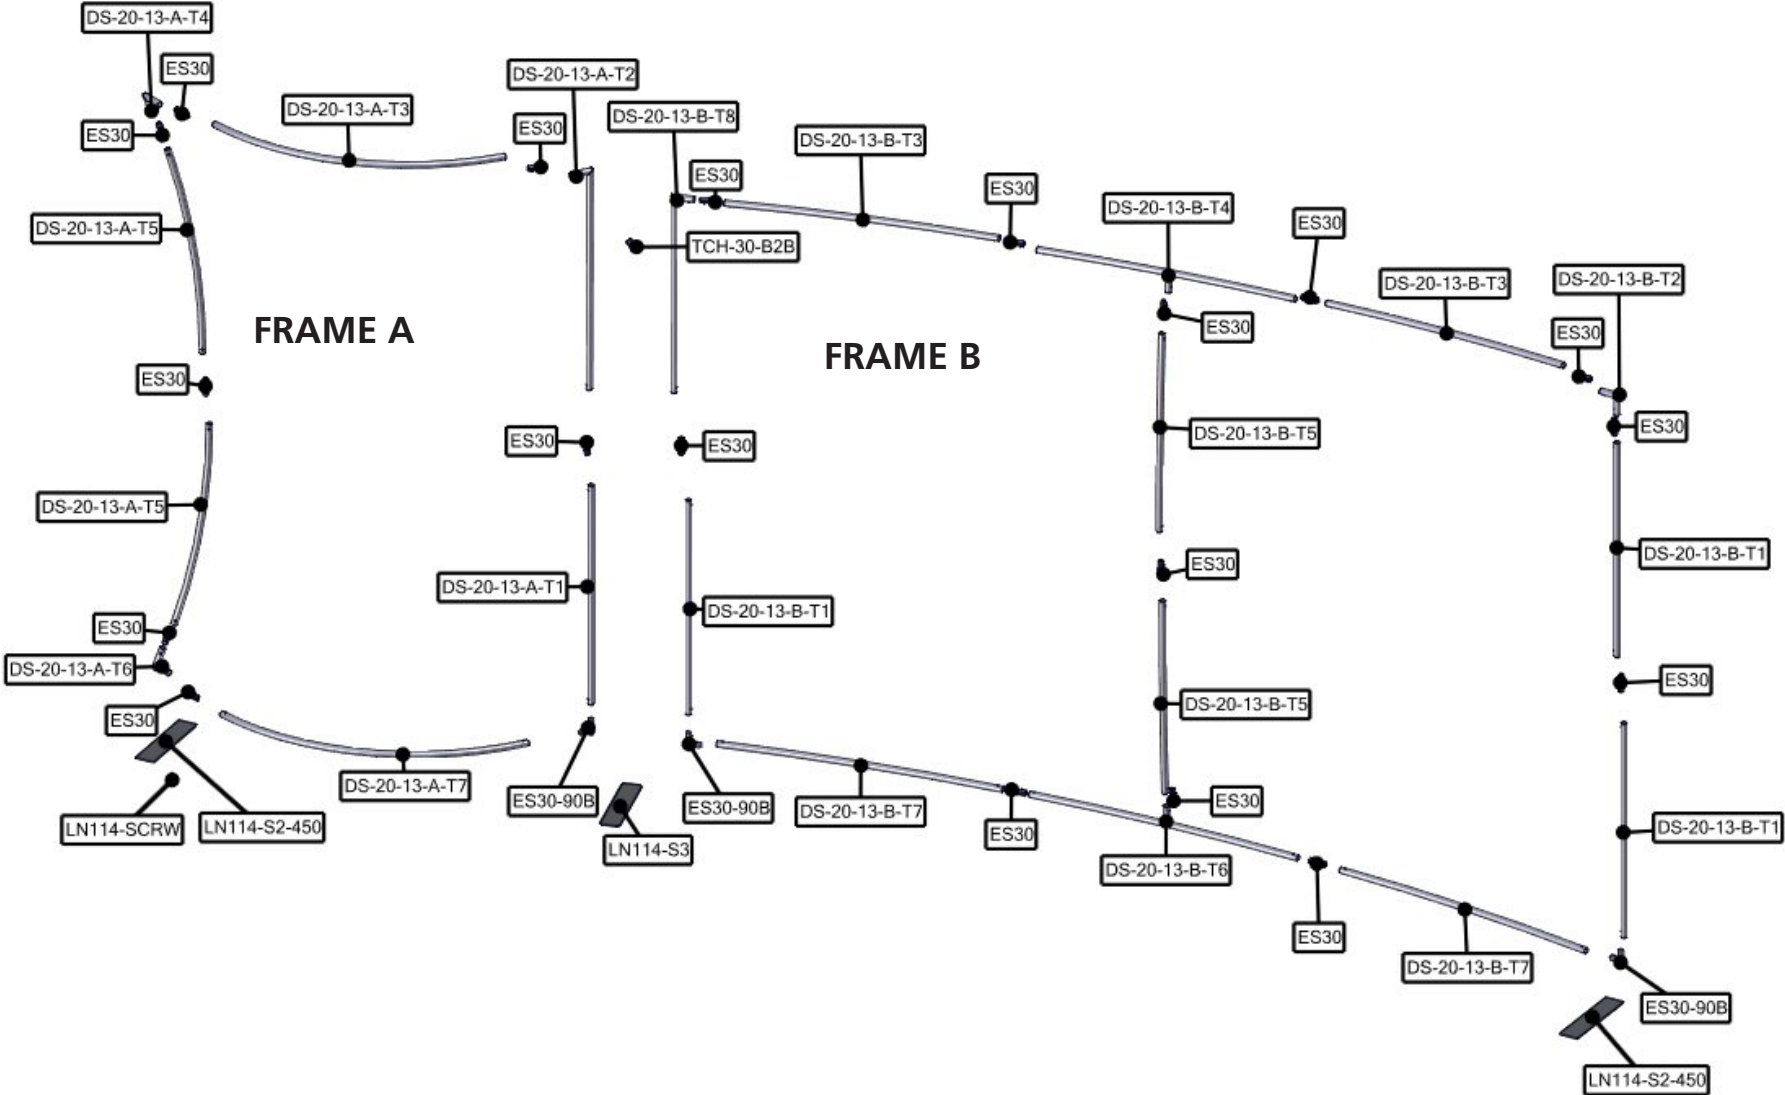 DS-20-13-A-T4
ES30
DS-20-13-A-T2
DS-20-13-A-T3
DS-20-13-B-T8
ES30
ES30
DS-20-13-B-T3
ES30
ES30
DS-20-13-B-T4
ES30
DS-20-13-A-T5
TCH-30-B2B
DS-20-13-B-T3
DS-20-13-B-T2
FRAME A
ES30
ES30
FRAME B
ES30
ES30
DS-20-13-B-T5
ES30
ES30
DS-20-13-A-T5
DS-20-13-B-T1
ES30
DS-20-13-A-T1
DS-20-13-B-T1
ES30
DS-20-13-A-T6
ES30
DS-20-13-B-T5
ES30
DS-20-13-A-T7
ES30-90B
ES30-90B
DS-20-13-B-T7
ES30
LN114-SCRW
LN114-S2-450
DS-20-13-B-T1
ES30
LN114-S3
DS-20-13-B-T6
ES30
DS-20-13-B-T7
ES30-90B
LN114-S2-450